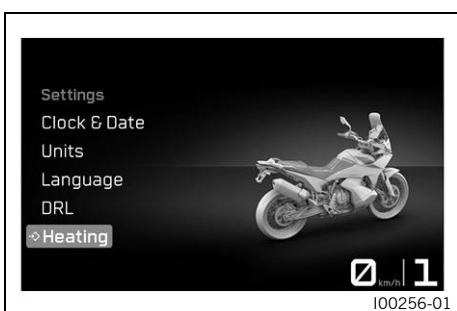 Settings
Clock & Date
Units
Language
DRL
Heating
0 km/h 1
I00256-01